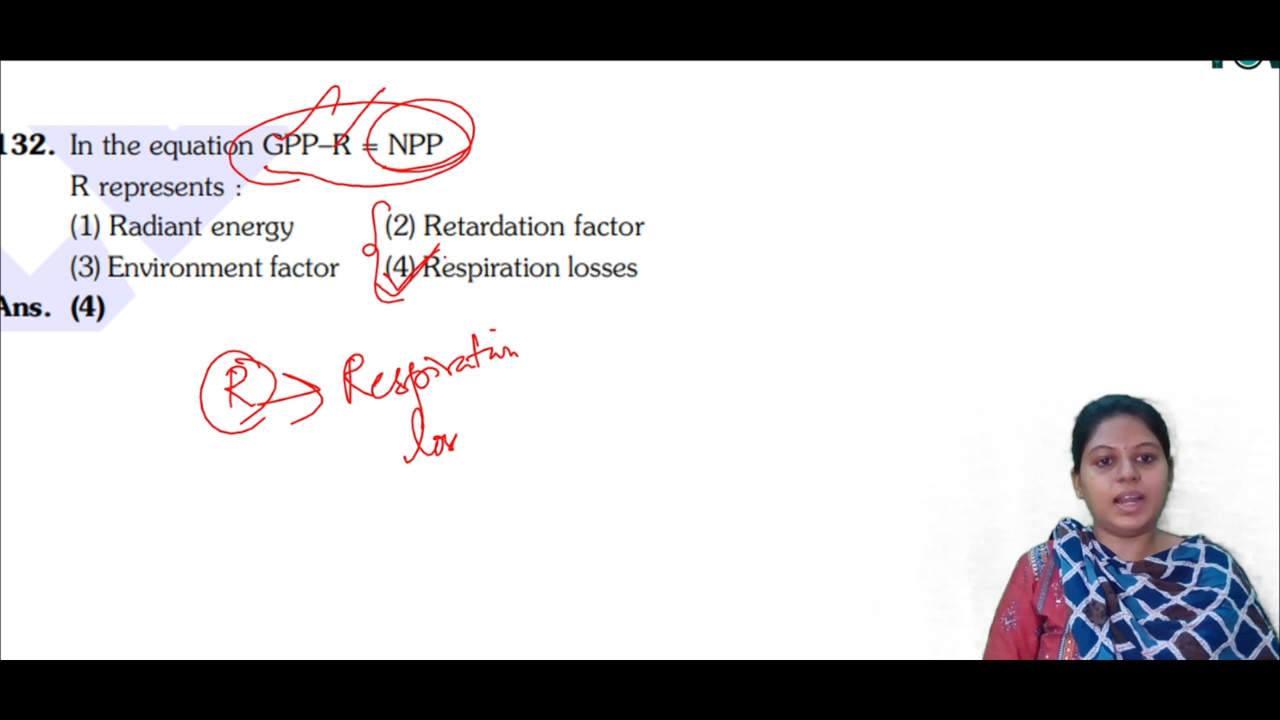 132. In the equation GPP–R = NPP
R represents :
(1) Radiant energy (2) Retardation factor
(3) Environment factor (4) Respiration losses
Ans. (4)
R Respiration
los